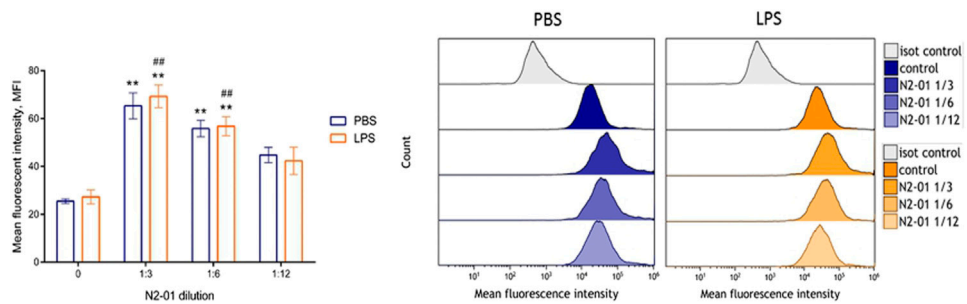 Mean fluorescent intensity, MFI
80
60
40
20
0
**
##
**
**
##
**
0
1:3
1:6
1:12
N2-01 dilution
PBS
LPS
PBS
LPS
Count
10¹
10²
10³
10⁴
10⁵
10⁶
Mean fluorescence intensity
10¹
10²
10³
10⁴
10⁵
10⁶
Mean fluorescence intensity
isot control
control
N2-01 1/3
N2-01 1/6
N2-01 1/12
isot control
control
N2-01 1/3
N2-01 1/6
N2-01 1/12